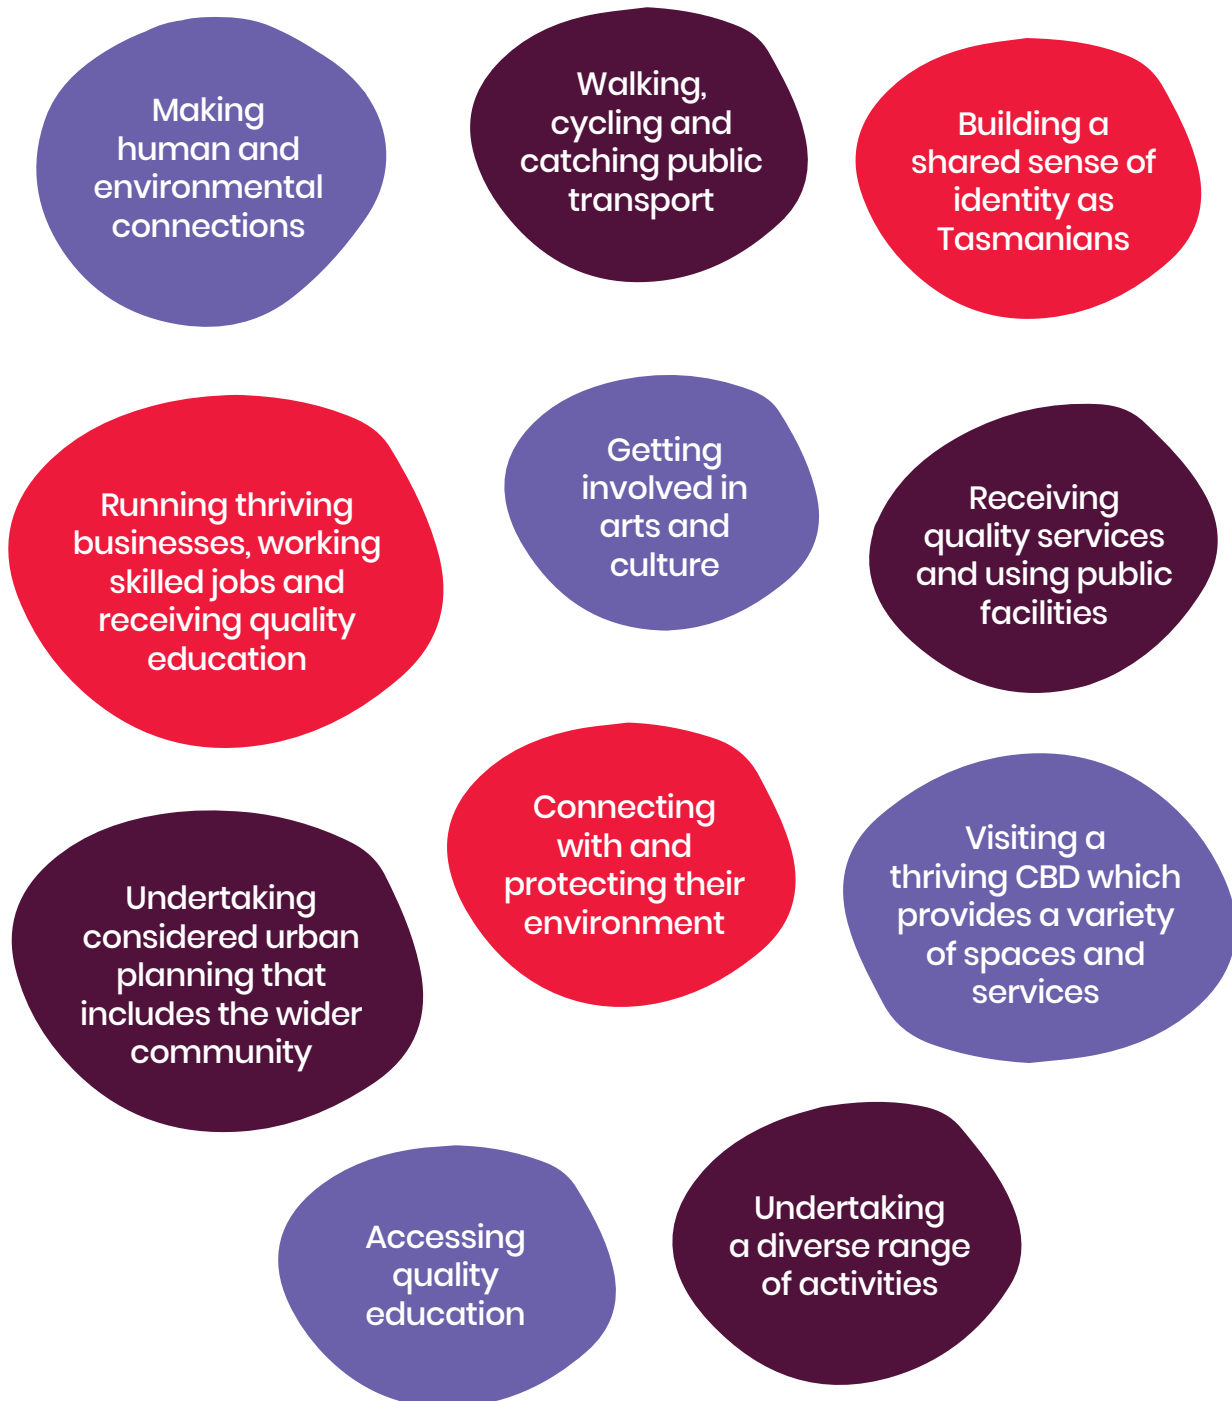 Making
human and
environmental
connections
Walking,
cycling and
catching public
transport
Building a
shared sense of
identity as
Tasmanians
Running thriving
businesses, working
skilled jobs and
receiving quality
education
Getting
involved in
arts and
culture
Receiving
quality services
and using public
facilities
Undertaking
considered urban
planning that
includes the wider
community
Connecting
with and
protecting their
environment
Visiting a
thriving CBD which
provides a variety
of spaces and
services
Accessing
quality
education
Undertaking
a diverse range
of activities